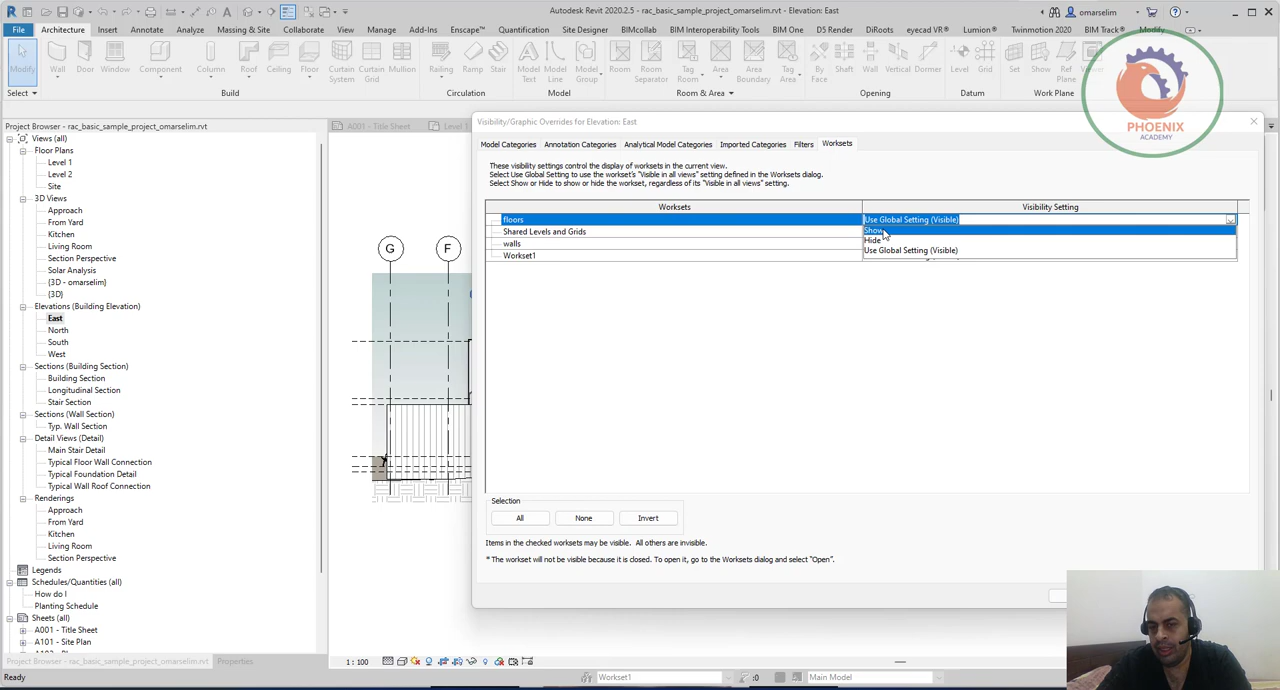 Autodesk Revit 2020.2.5 - rac_basic_sample_project_omarselim.rvt - Elevation: East
omarselim
File Architecture Insert Annotate Analyze Massing & Site Collaborate View Manage Add-Ins Enscape™ Quantification Site Designer BIMcollab BIM Interoperability Tools BIM One D5 Render DiRoots eyecad VR® Lumion® Twinmotion 2020 BIM Track® Modify
Modify Wall Door Window Component Column Roof Ceiling Floor Curtain System Curtain Grid Mullion Railing Ramp Stair Model Text Model Line Model Group Room Room Separator Tag Room Area Area Boundary Tag Area By Face Shaft Wall Vertical Dormer Level Grid Set Show Ref Plane
Select Build Circulation Model Room & Area Opening Datum Work Plane
PHOENIX
ACADEMY
Project Browser - rac_basic_sample_project_omarselim.rvt
Views (all)
Floor Plans
Level 1
Level 2
Site
3D Views
Approach
From Yard
Kitchen
Living Room
Section Perspective
Solar Analysis
{3D - omarselim}
{3D}
Elevations (Building Elevation)
East
North
South
West
Sections (Building Section)
Building Section
Longitudinal Section
Stair Section
Sections (Wall Section)
Typ. Wall Section
Detail Views (Detail)
Main Stair Detail
Typical Floor Wall Connection
Typical Foundation Detail
Typical Wall Roof Connection
Renderings
Approach
From Yard
Kitchen
Living Room
Section Perspective
Legends
Schedules/Quantities (all)
How do I
Planting Schedule
Sheets (all)
A001 - Title Sheet
A101 - Site Plan
Project Browser - rac_basic_sample_project_omarselim.rvt Properties
Ready
A001 - Title Sheet Level 1
G F
Visibility/Graphic Overrides for Elevation: East
Model Categories Annotation Categories Analytical Model Categories Imported Categories Filters Worksets
These visibility settings control the display of worksets in the current view.
Select Use Global Setting to use the workset's "Visible in all views" setting defined in the Worksets dialog.
Select Show or Hide to show or hide the workset, regardless of its "Visible in all views" setting.
Worksets Visibility Setting
floors Use Global Setting (Visible)
Shared Levels and Grids
walls
Workset1
Show
Hide
Use Global Setting (Visible)
Selection
All None Invert
Items in the checked worksets may be visible. All others are invisible.
* The workset will not be visible because it is closed. To open it, go to the Worksets dialog and select "Open".
1 : 100
Workset1 :0 Main Model